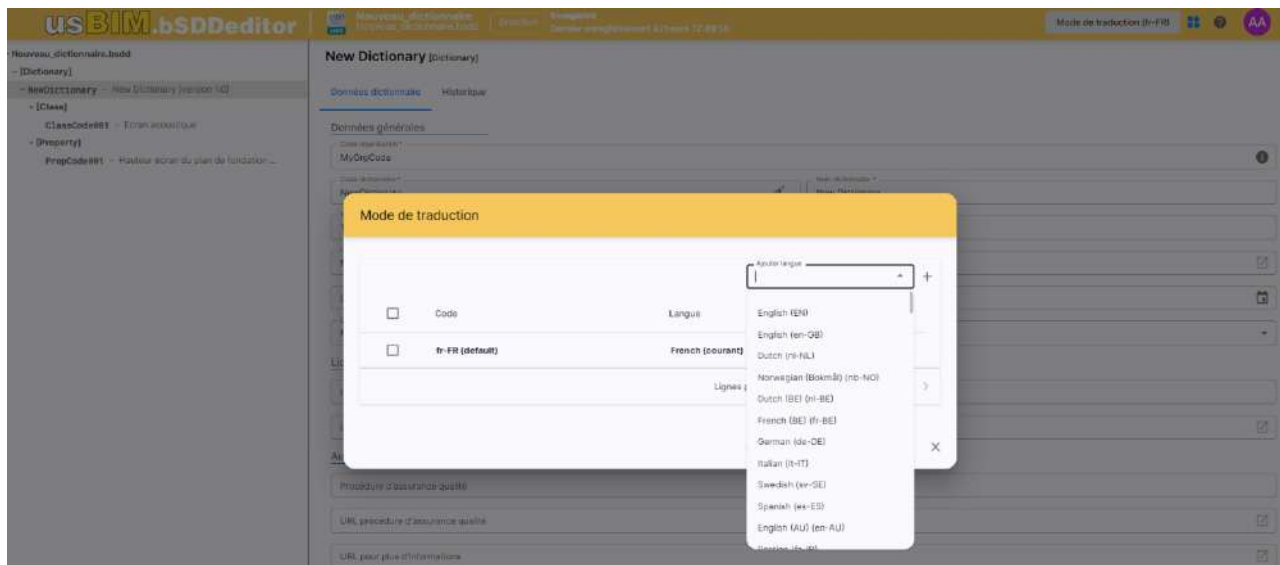 usBIM.bSDDeditor
Nouveau_dictionnaire
Nouveau_dictionnaire.bsdd
Mode de traduction (fr-FR)
AA
Nouveau_dictionnaire.bsdd
- [Dictionary]
- NewDictionary - New Dictionary (version 1.0)
- [Class]
ClassCode001 - Ecran acoustique
- [Property]
PropCode001 - Hauteur écran du plan de fondation ...
New Dictionary [Dictionary]
Données dictionnaire Historique
Données générales
MyOrgCode
Mode de traduction
Ajouter langue
Code Langue
fr-FR (default) French (courant)
Lignes
English (EN)
English (en-GB)
Dutch (nl-NL)
Norwegian (Bokmål) (nb-NO)
Dutch (BE) (nl-BE)
French (BE) (fr-BE)
German (de-DE)
Italian (it-IT)
Swedish (sv-SE)
Spanish (es-ES)
English (AU) (en-AU)
Procédure d'assurance qualité
URL procédure d'assurance qualité
URL pour plus d'informations